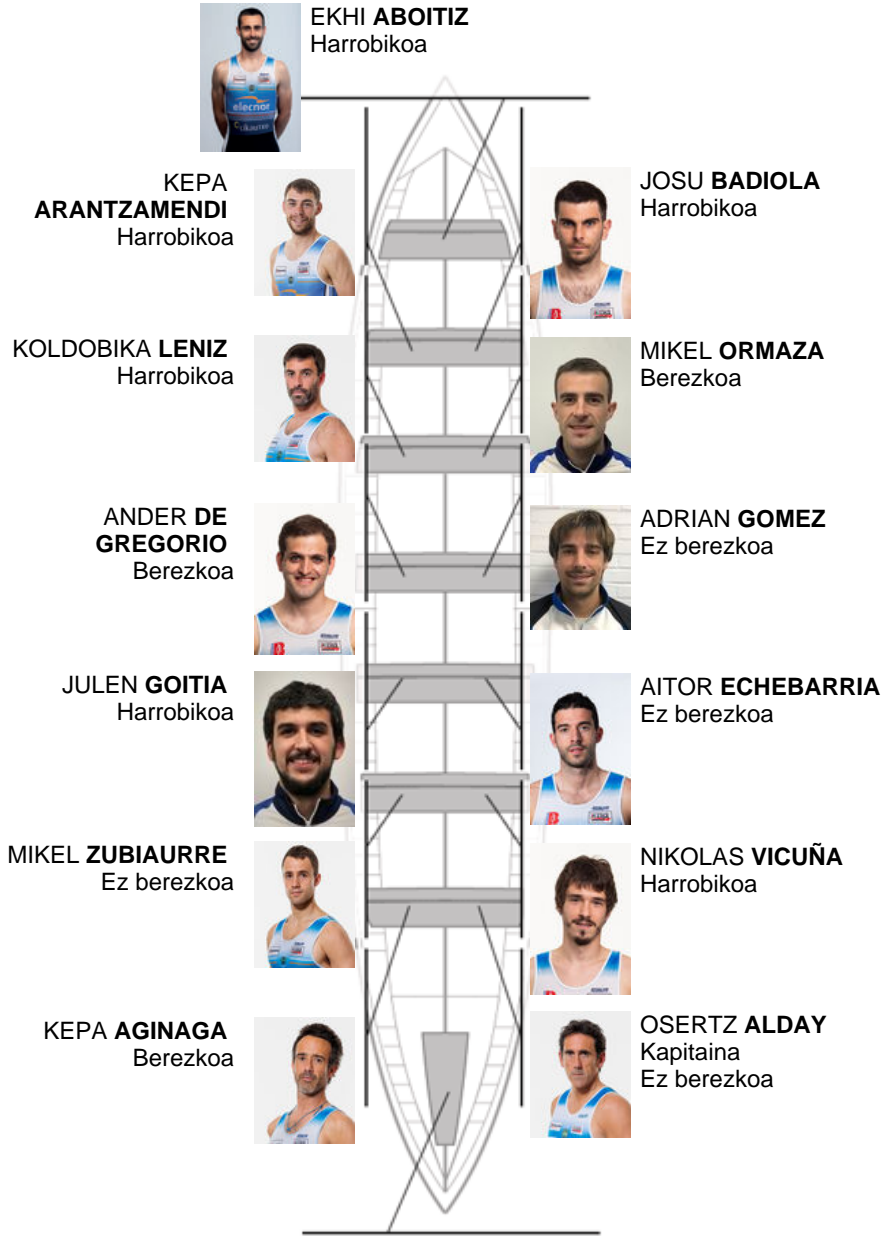 EKHI ABOITIZ
Harrobikoa
elecnor
KEPA
ARANTZAMENDI
Harrobikoa
JOSU BADIOLA
Harrobikoa
KOLDOBIKA LENIZ
Harrobikoa
MIKEL ORMAZA
Berezkoa
ANDER DE
GREGORIO
Berezkoa
ADRIAN GOMEZ
Ez berezkoa
JULEN GOITIA
Harrobikoa
AITOR ECHEBARRIA
Ez berezkoa
MIKEL ZUBIAURRE
Ez berezkoa
NIKOLAS VICUÑA
Harrobikoa
KEPA AGINAGA
Berezkoa
OSERTZ ALDAY
Kapitaina
Ez berezkoa